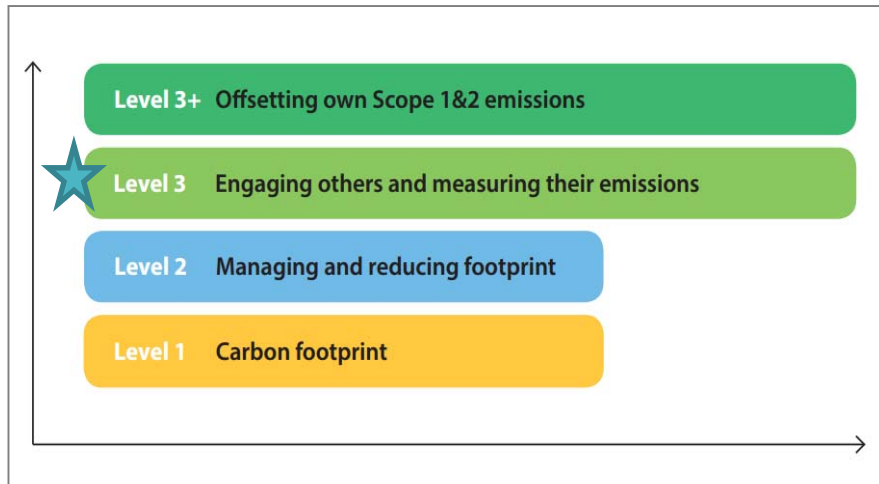 Level 3+ Offsetting own Scope 1&2 emissions
Level 3 Engaging others and measuring their emissions
Level 2 Managing and reducing footprint
Level 1 Carbon footprint